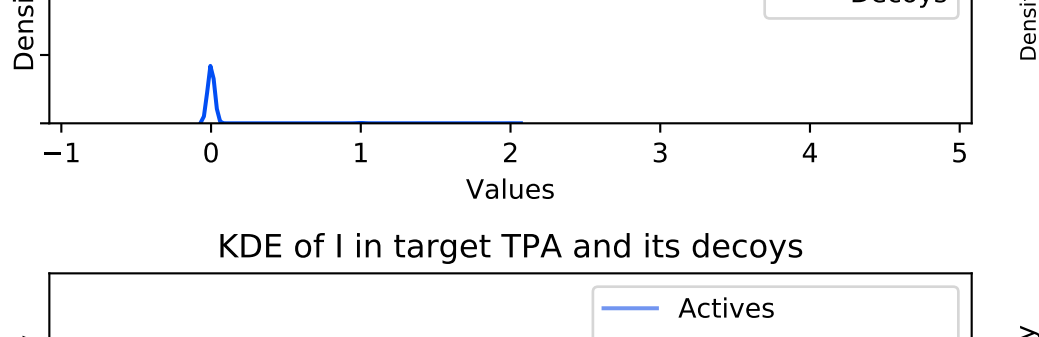 Decoys
−1 0 1 2 3 4 5
Values
KDE of I in target TPA and its decoys
Actives